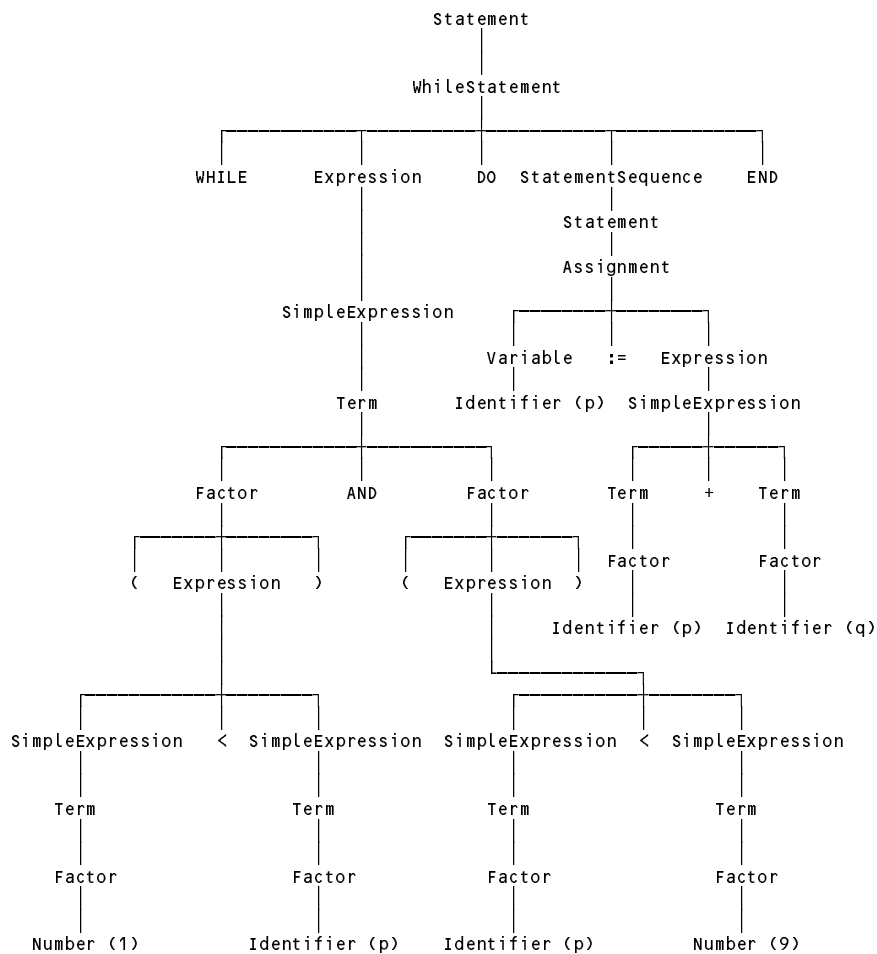 Statement
WhileStatement
WHILE Expression DO StatementSequence END
Statement
Assignment
SimpleExpression
Variable := Expression
Term Identifier (p) SimpleExpression
Factor AND Factor Term + Term
Factor Factor
( Expression ) ( Expression )
Identifier (p) Identifier (q)
SimpleExpression < SimpleExpression SimpleExpression < SimpleExpression
Term Term Term Term
Factor Factor Factor Factor
Number (1) Identifier (p) Identifier (p) Number (9)